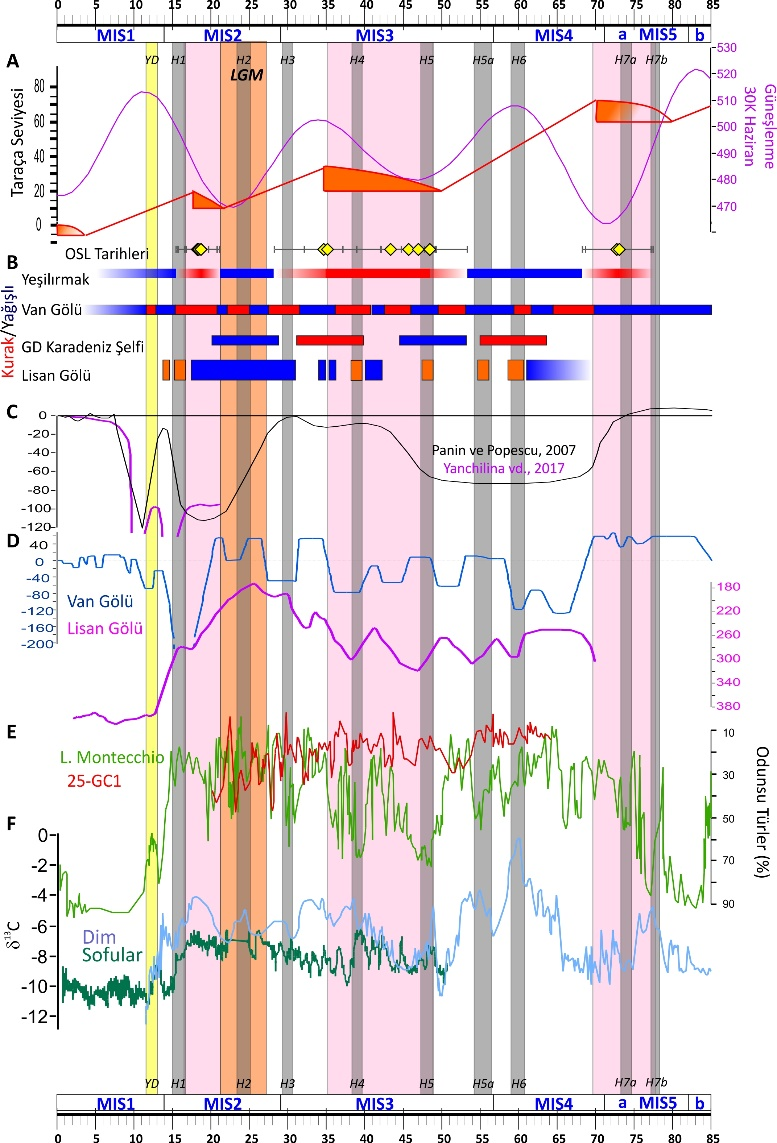 0 5 10 15 20 25 30 35 40 45 50 55 60 65 70 75 80 85
MIS1 MIS2 MIS3 MIS4 a MIS5 b
A YD H1 H2 H3 H4 H5 H5a H6 H7a H7b
LGM
Taraça Seviyesi
80
60
40
20
0
530
520
510
500
490
480
470
Güneşlenme
30K Haziran
OSL Tarihleri
B
Kurak/Yağışlı
Yeşilırmak
Van Gölü
GD Karadeniz Şelfi
Lisan Gölü
C
0
-20
-40
-60
-80
-100
-120
Panin ve Popescu, 2007
Yanchilina vd., 2017
D
40
0
-40
-80
-120
-160
-200
Van Gölü
Lisan Gölü
180
220
260
300
340
380
E
L. Montecchio
25-GC1
10
30
50
70
90
Odunsu Türler (%)
F
0
-2
-4
-6
-8
-10
-12
δ¹³C
Dim
Sofular
YD H1 H2 H3 H4 H5 H5a H6 H7a H7b
MIS1 MIS2 MIS3 MIS4 a MIS5 b
0 5 10 15 20 25 30 35 40 45 50 55 60 65 70 75 80 85